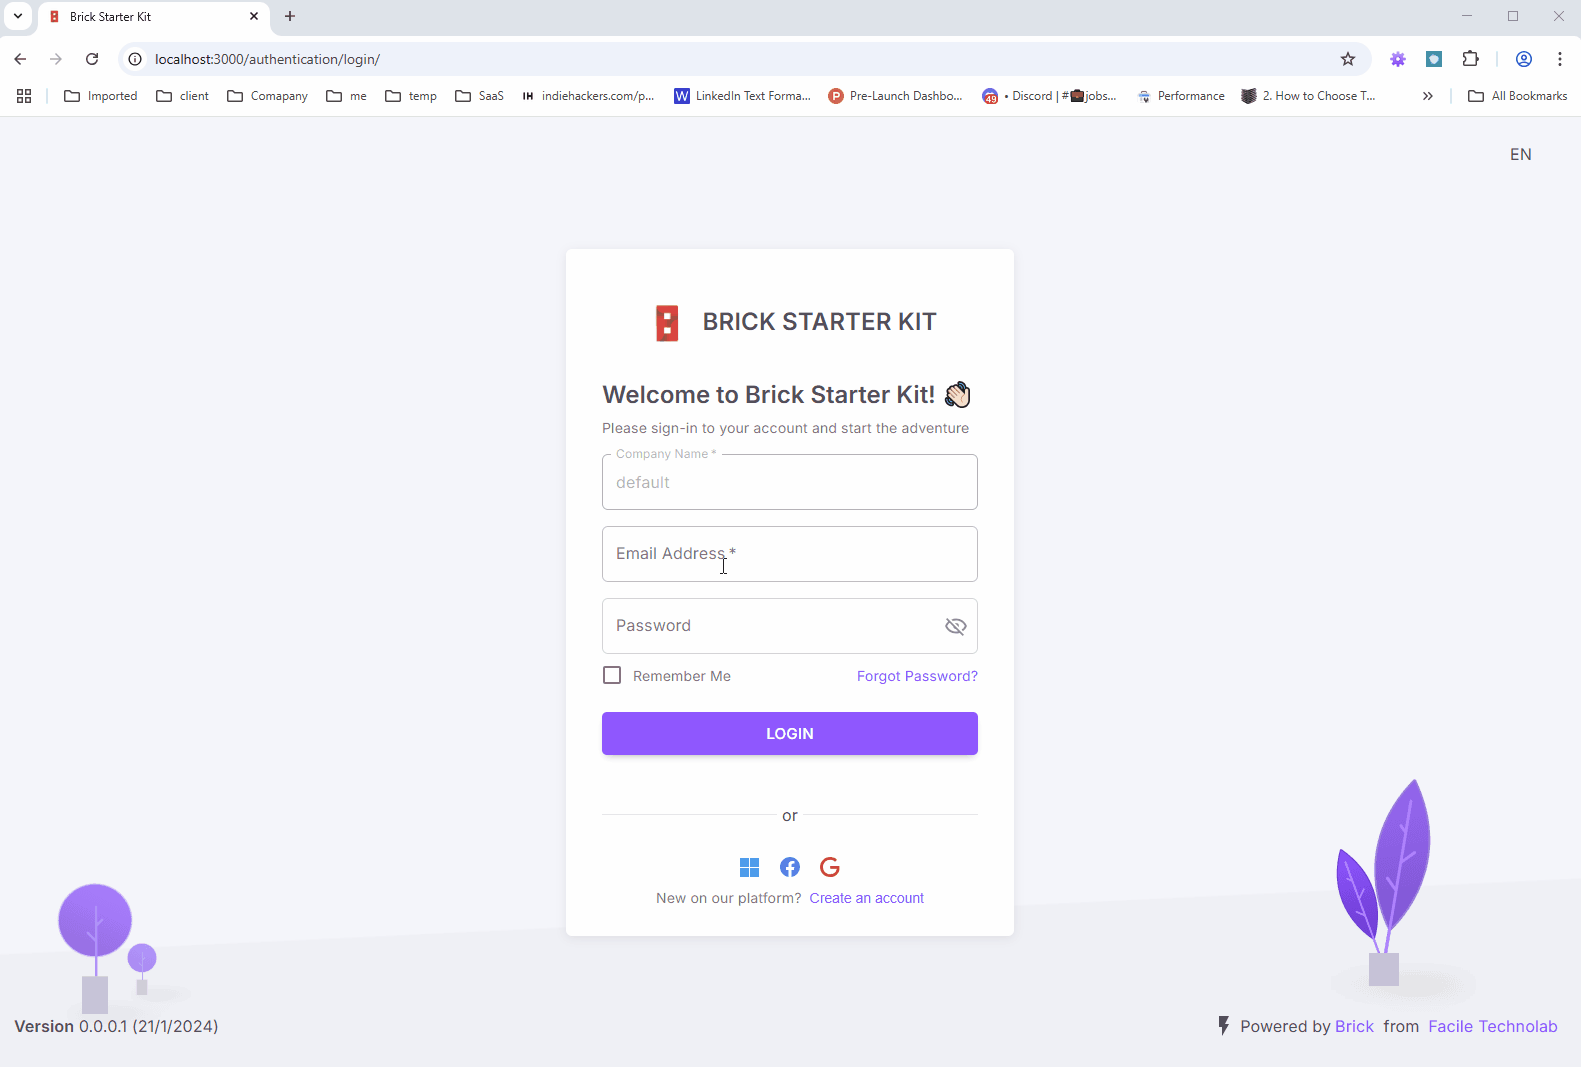 Brick Starter Kit
localhost:3000/authentication/login/
Imported client Comapany me temp SaaS IH indiehackers.com/p... W LinkedIn Text Forma... P Pre-Launch Dashbo... 49 • Discord | #💼jobs... Performance 2. How to Choose T... » All Bookmarks
EN
BRICK STARTER KIT
Welcome to Brick Starter Kit! 👋🏻
Please sign-in to your account and start the adventure
Company Name *
default
Email Address *
Password
Remember Me Forgot Password?
LOGIN
or
New on our platform? Create an account
Version 0.0.0.1 (21/1/2024) Powered by Brick from Facile Technolab